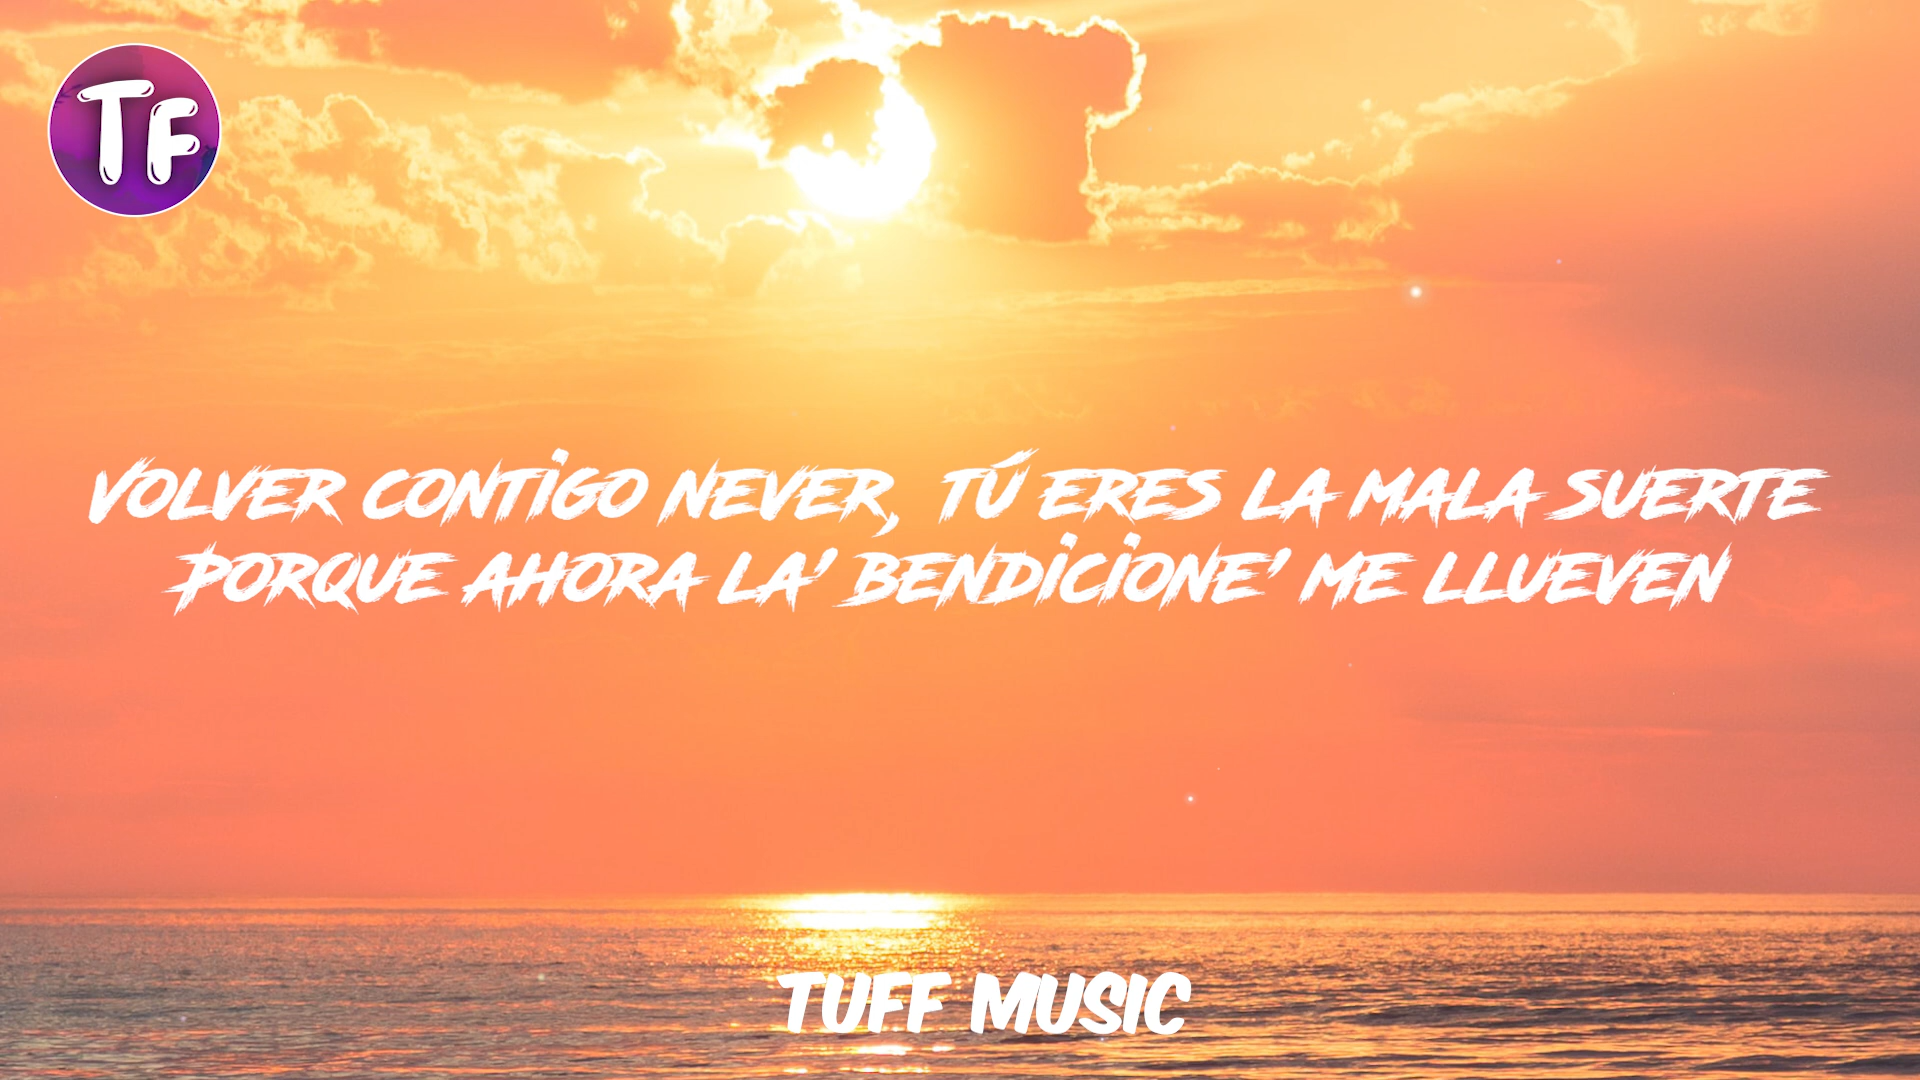 TF
VOLVER CONTIGO NEVER, TÚ ERES LA MALA SUERTE
PORQUE AHORA LA' BENDICIONE' ME LLUEVEN
TUFF MUSIC